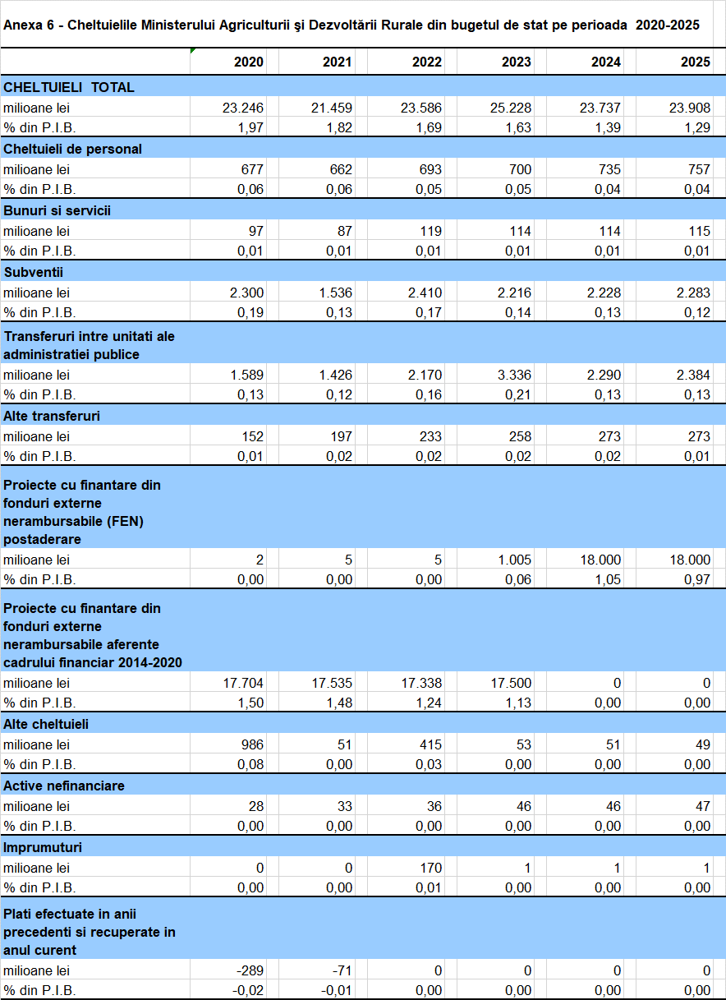 Anexa 6 - Cheltuielile Ministerului Agriculturii şi Dezvoltării Rurale din bugetul de stat pe perioada 2020-2025
2020 2021 2022 2023 2024 2025
CHELTUIELI TOTAL
milioane lei 23.246 21.459 23.586 25.228 23.737 23.908
% din P.I.B. 1,97 1,82 1,69 1,63 1,39 1,29
Cheltuieli de personal
milioane lei 677 662 693 700 735 757
% din P.I.B. 0,06 0,06 0,05 0,05 0,04 0,04
Bunuri si servicii
milioane lei 97 87 119 114 114 115
% din P.I.B. 0,01 0,01 0,01 0,01 0,01 0,01
Subventii
milioane lei 2.300 1.536 2.410 2.216 2.228 2.283
% din P.I.B. 0,19 0,13 0,17 0,14 0,13 0,12
Transferuri intre unitati ale
administratiei publice
milioane lei 1.589 1.426 2.170 3.336 2.290 2.384
% din P.I.B. 0,13 0,12 0,16 0,21 0,13 0,13
Alte transferuri
milioane lei 152 197 233 258 273 273
% din P.I.B. 0,01 0,02 0,02 0,02 0,02 0,01
Proiecte cu finantare din
fonduri externe
nerambursabile (FEN)
postaderare
milioane lei 2 5 5 1.005 18.000 18.000
% din P.I.B. 0,00 0,00 0,00 0,06 1,05 0,97
Proiecte cu finantare din
fonduri externe
nerambursabile aferente
cadrului financiar 2014-2020
milioane lei 17.704 17.535 17.338 17.500 0 0
% din P.I.B. 1,50 1,48 1,24 1,13 0,00 0,00
Alte cheltuieli
milioane lei 986 51 415 53 51 49
% din P.I.B. 0,08 0,00 0,03 0,00 0,00 0,00
Active nefinanciare
milioane lei 28 33 36 46 46 47
% din P.I.B. 0,00 0,00 0,00 0,00 0,00 0,00
Imprumuturi
milioane lei 0 0 170 1 1 1
% din P.I.B. 0,00 0,00 0,01 0,00 0,00 0,00
Plati efectuate in anii
precedenti si recuperate in
anul curent
milioane lei -289 -71 0 0 0 0
% din P.I.B. -0,02 -0,01 0,00 0,00 0,00 0,00